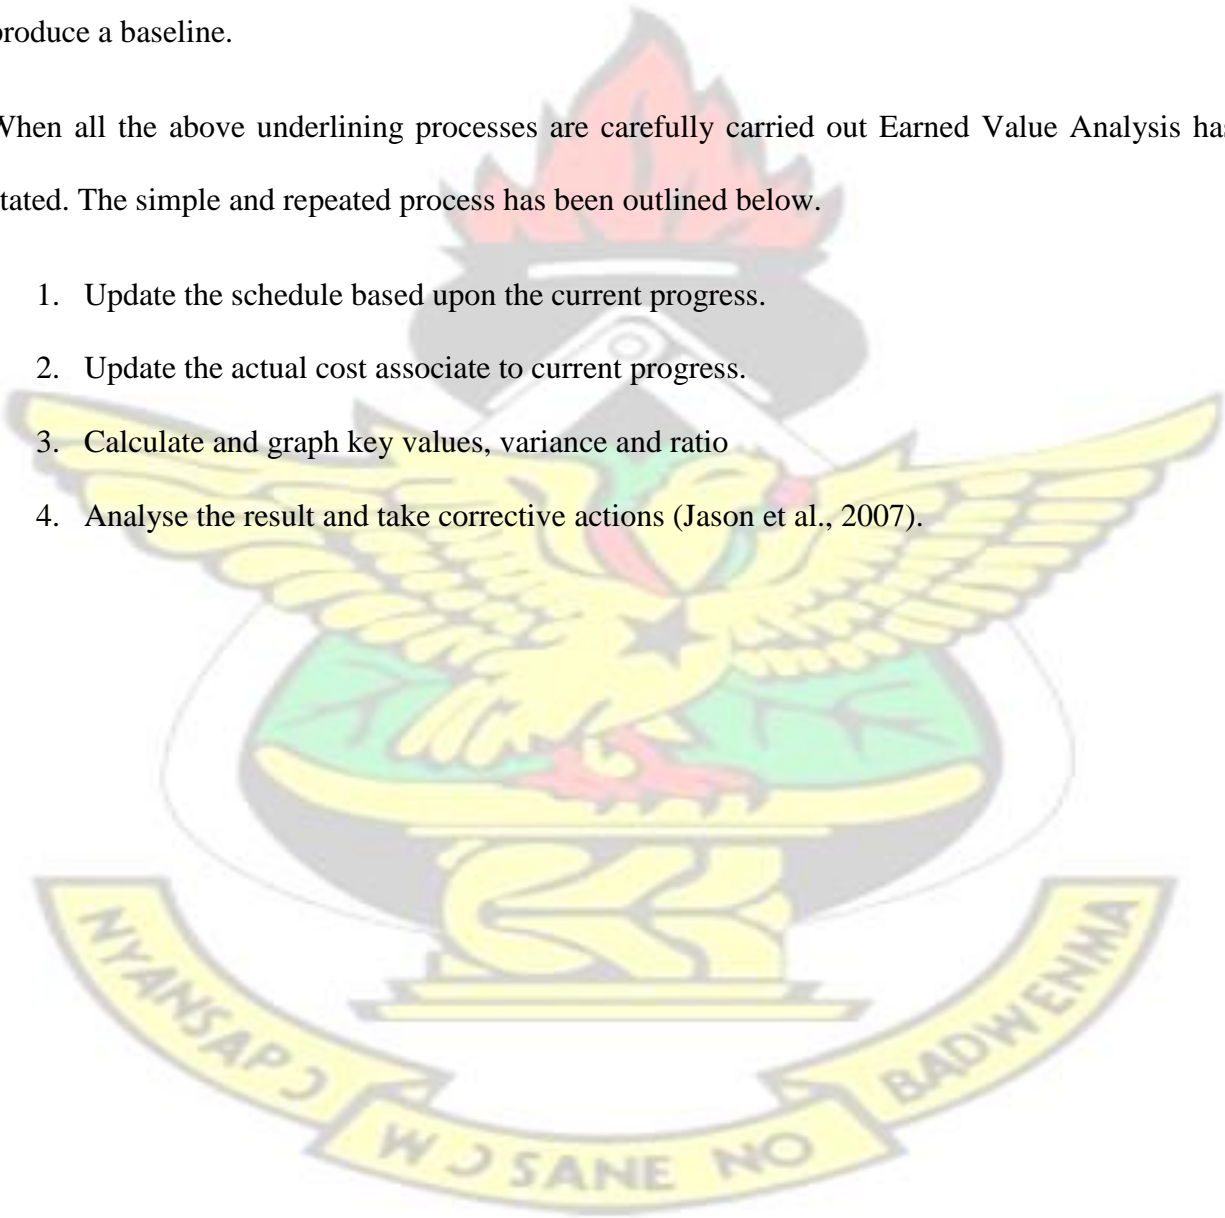 produce a baseline.
When all the above underlining processes are carefully carried out Earned Value Analysis has
tated. The simple and repeated process has been outlined below.
1. Update the schedule based upon the current progress.
2. Update the actual cost associate to current progress.
3. Calculate and graph key values, variance and ratio
4. Analyse the result and take corrective actions (Jason et al., 2007).
NYANSAPƆ WƆ SANE NO BADWENMA